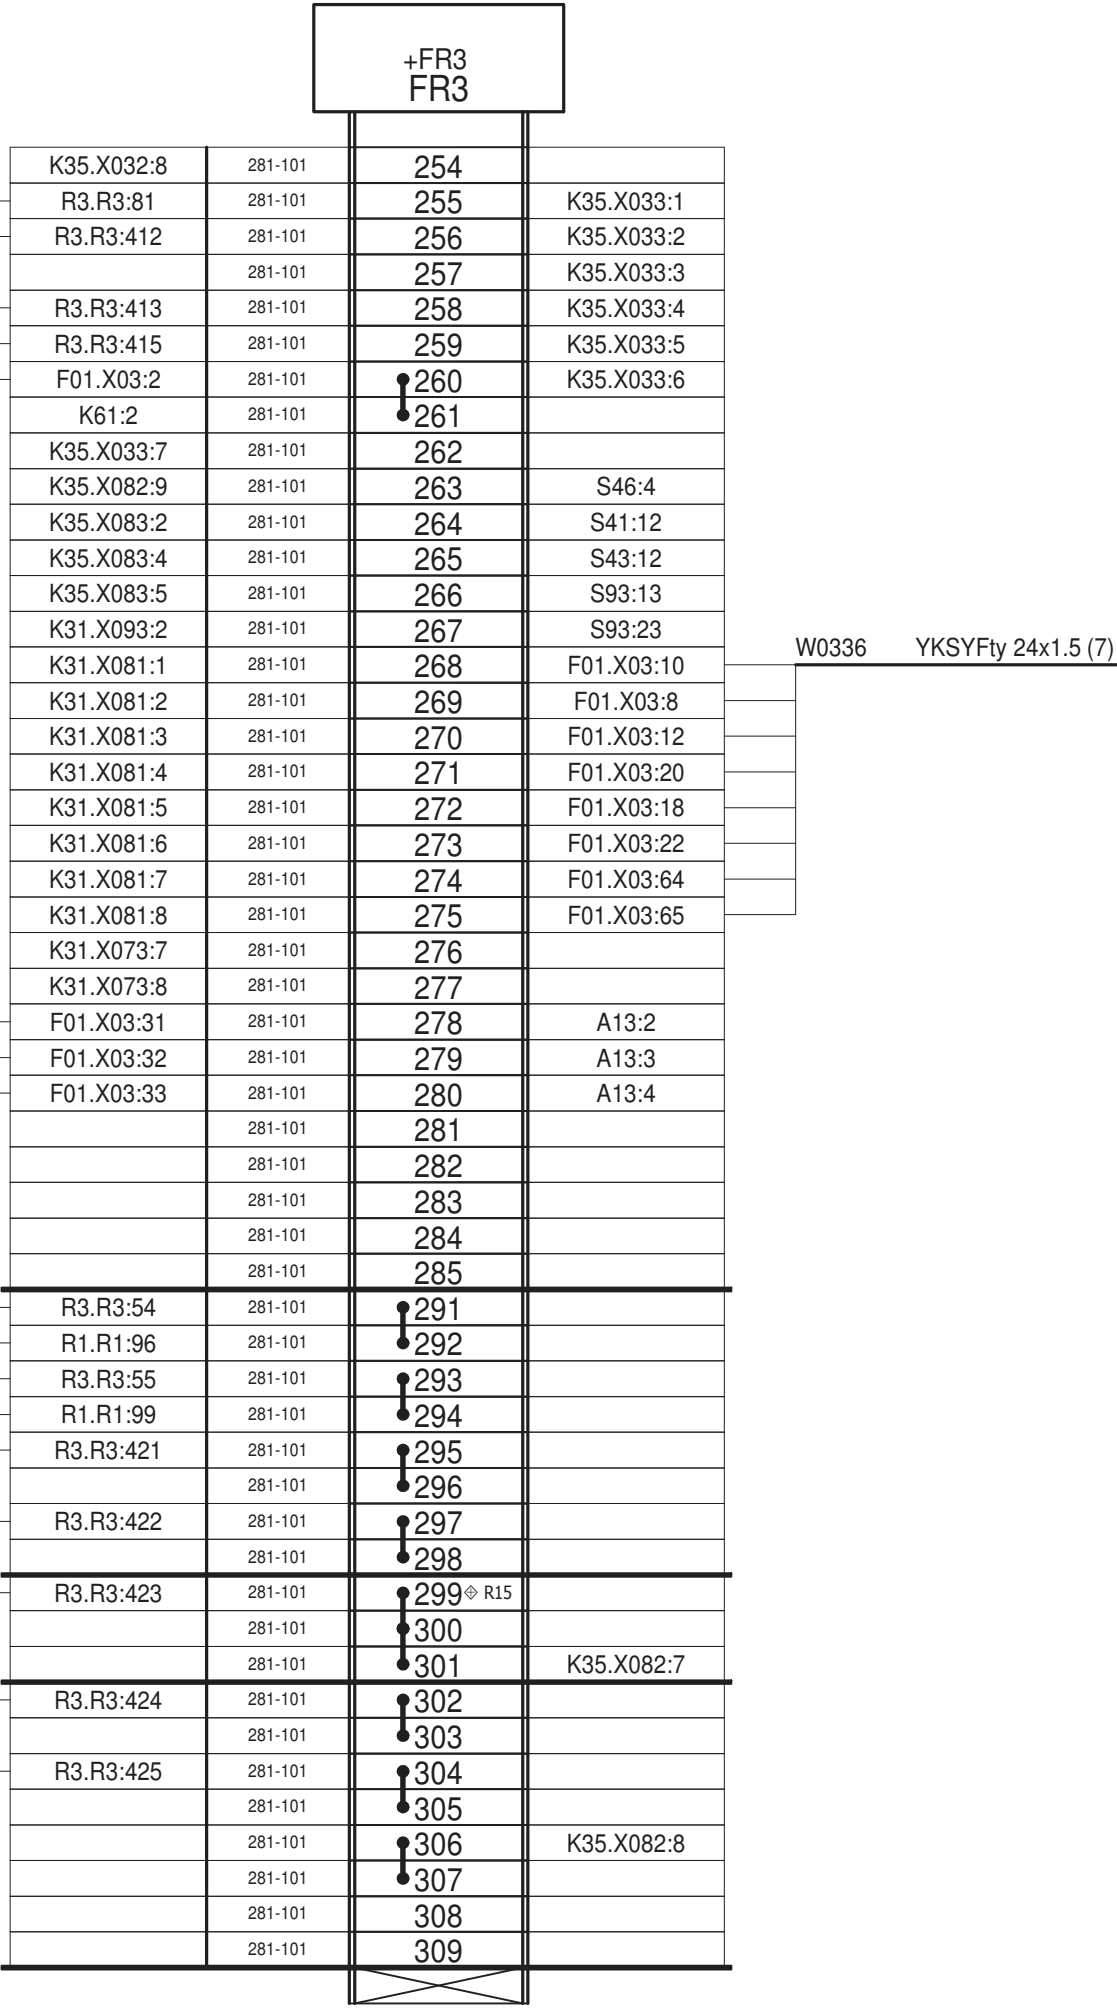 +FR3
FR3
K35.X032:8 281-101 254
R3.R3:81 281-101 255 K35.X033:1
R3.R3:412 281-101 256 K35.X033:2
281-101 257 K35.X033:3
R3.R3:413 281-101 258 K35.X033:4
R3.R3:415 281-101 259 K35.X033:5
F01.X03:2 281-101 260 K35.X033:6
K61:2 281-101 261
K35.X033:7 281-101 262
K35.X082:9 281-101 263 S46:4
K35.X083:2 281-101 264 S41:12
K35.X083:4 281-101 265 S43:12
K35.X083:5 281-101 266 S93:13
K31.X093:2 281-101 267 S93:23
W0336 YKSYFty 24x1.5 (7)
K31.X081:1 281-101 268 F01.X03:10
K31.X081:2 281-101 269 F01.X03:8
K31.X081:3 281-101 270 F01.X03:12
K31.X081:4 281-101 271 F01.X03:20
K31.X081:5 281-101 272 F01.X03:18
K31.X081:6 281-101 273 F01.X03:22
K31.X081:7 281-101 274 F01.X03:64
K31.X081:8 281-101 275 F01.X03:65
K31.X073:7 281-101 276
K31.X073:8 281-101 277
F01.X03:31 281-101 278 A13:2
F01.X03:32 281-101 279 A13:3
F01.X03:33 281-101 280 A13:4
281-101 281
281-101 282
281-101 283
281-101 284
281-101 285
R3.R3:54 281-101 291
R1.R1:96 281-101 292
R3.R3:55 281-101 293
R1.R1:99 281-101 294
R3.R3:421 281-101 295
281-101 296
R3.R3:422 281-101 297
281-101 298
R3.R3:423 281-101 299 R15
281-101 300
281-101 301 K35.X082:7
R3.R3:424 281-101 302
281-101 303
R3.R3:425 281-101 304
281-101 305
281-101 306 K35.X082:8
281-101 307
281-101 308
281-101 309